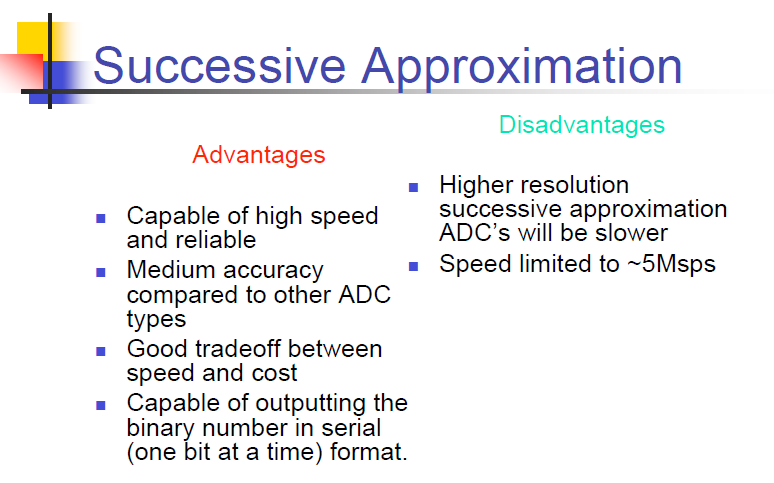 Successive Approximation
Advantages
Capable of high speed
and reliable
Medium accuracy
compared to other ADC
types
Good tradeoff between
speed and cost
Capable of outputting the
binary number in serial
(one bit at a time) format.
Disadvantages
Higher resolution
successive approximation
ADC's will be slower
Speed limited to ~5Msps